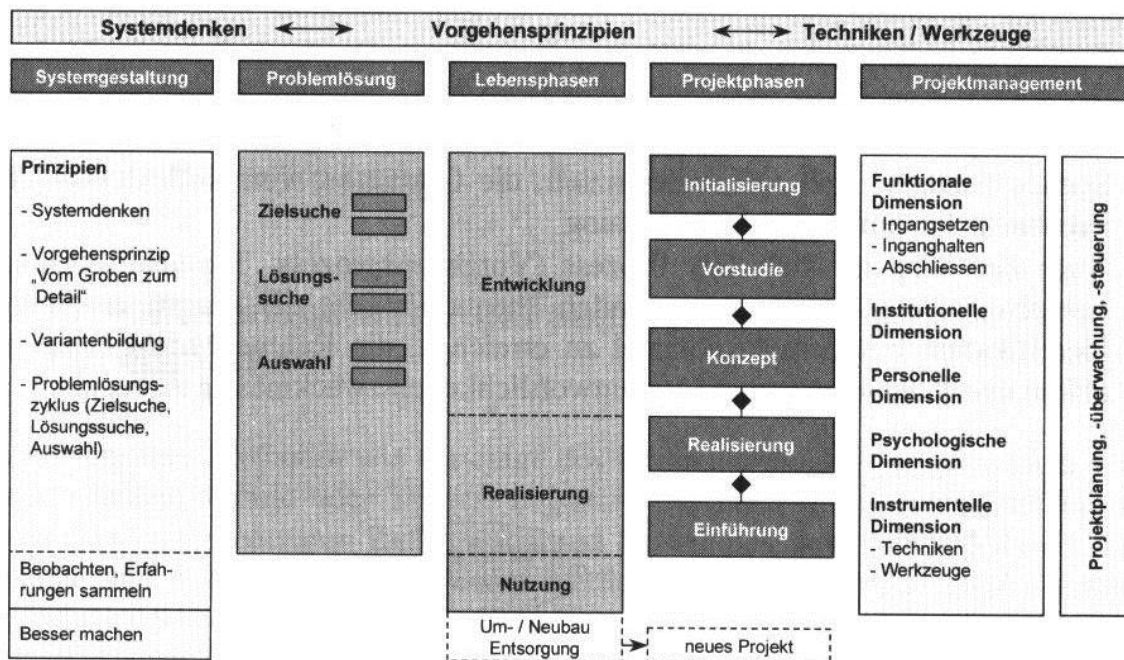 Systemdenken Vorgehensprinzipien Techniken / Werkzeuge
Systemgestaltung Problemlösung Lebensphasen Projektphasen Projektmanagement
Prinzipien
- Systemdenken
- Vorgehensprinzip
„Vom Groben zum
Detail“
- Variantenbildung
- Problemlösungs-
zyklus (Zielsuche,
Lösungssuche,
Auswahl)
Beobachten, Erfah-
rungen sammeln
Besser machen
Zielsuche
Lösungs-
suche
Auswahl
Entwicklung
Realisierung
Nutzung
Um- / Neubau
Entsorgung
Initialisierung
Vorstudie
Konzept
Realisierung
Einführung
neues Projekt
Funktionale
Dimension
- Ingangsetzen
- Inganghalten
- Abschliessen
Institutionelle
Dimension
Personelle
Dimension
Psychologische
Dimension
Instrumentelle
Dimension
- Techniken
- Werkzeuge
Projektplanung, -überwachung, -steuerung